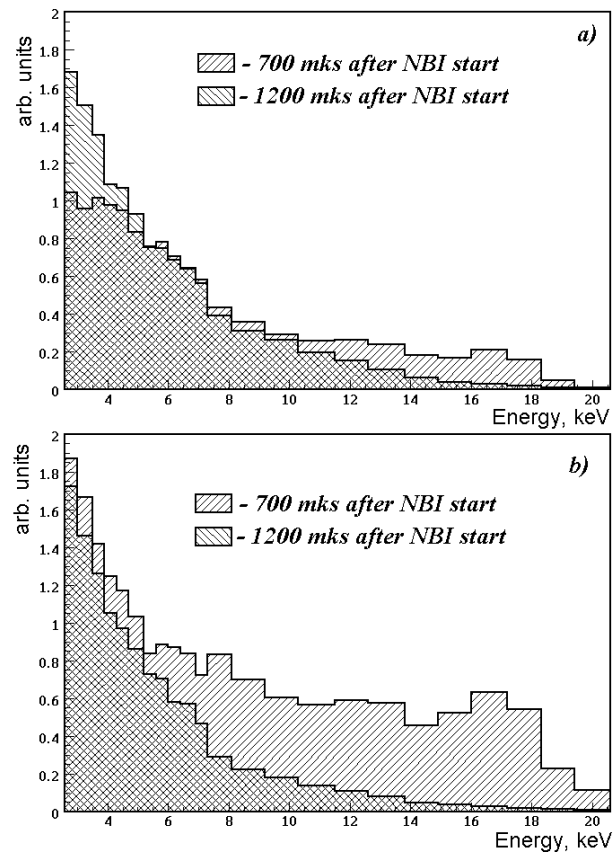 a)
- 700 mks after NBI start
- 1200 mks after NBI start
arb. units
2
1.8
1.6
1.4
1.2
1
0.8
0.6
0.4
0.2
0
4 6 8 10 12 14 16 18 20
Energy, keV
b)
- 700 mks after NBI start
- 1200 mks after NBI start
arb. units
2
1.8
1.6
1.4
1.2
1
0.8
0.6
0.4
0.2
0
4 6 8 10 12 14 16 18 20
Energy, keV